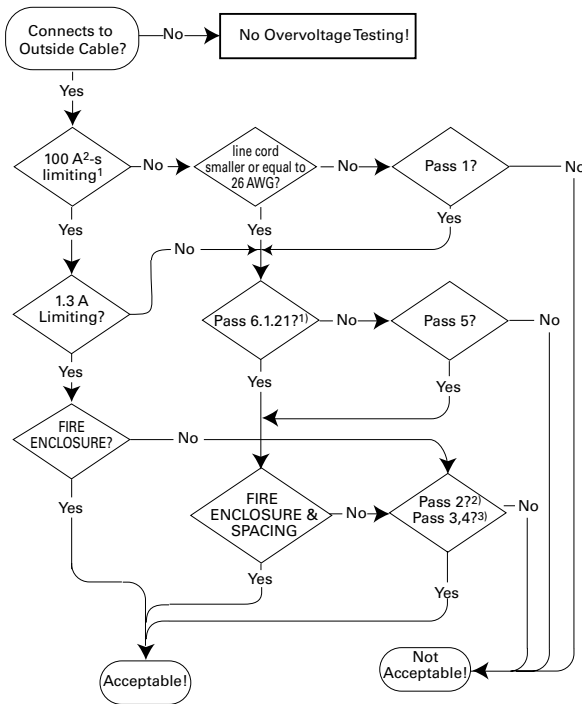 Connects to
Outside Cable?
No
No Overvoltage Testing!
Yes
100 A²-s
limiting¹
No
line cord
smaller or equal to
26 AWG?
No
Pass 1?
No
Yes
Yes
Yes
No
1.3 A
Limiting?
Pass 6.1.21?¹⁾
No
Pass 5?
No
Yes
Yes
Yes
FIRE
ENCLOSURE?
No
FIRE
ENCLOSURE &
SPACING
No
Pass 2?²⁾
Pass 3,4?³⁾
No
Yes
Yes
Yes
Acceptable!
Not
Acceptable!